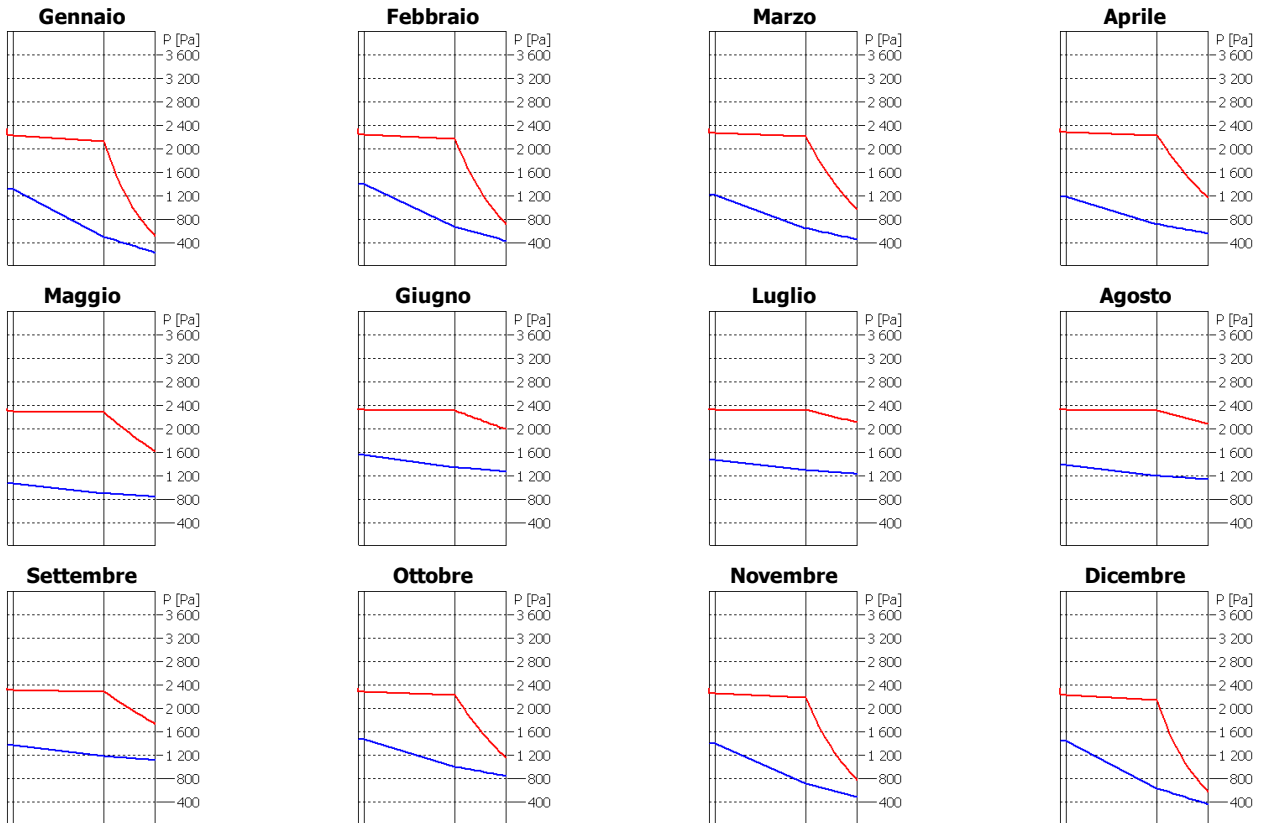 Gennaio Febbraio Marzo Aprile
P [Pa] P [Pa] P [Pa] P [Pa]
3 600 3 600 3 600 3 600
3 200 3 200 3 200 3 200
2 800 2 800 2 800 2 800
2 400 2 400 2 400 2 400
2 000 2 000 2 000 2 000
1 600 1 600 1 600 1 600
1 200 1 200 1 200 1 200
800 800 800 800
400 400 400 400
Maggio Giugno Luglio Agosto
P [Pa] P [Pa] P [Pa] P [Pa]
3 600 3 600 3 600 3 600
3 200 3 200 3 200 3 200
2 800 2 800 2 800 2 800
2 400 2 400 2 400 2 400
2 000 2 000 2 000 2 000
1 600 1 600 1 600 1 600
1 200 1 200 1 200 1 200
800 800 800 800
400 400 400 400
Settembre Ottobre Novembre Dicembre
P [Pa] P [Pa] P [Pa] P [Pa]
3 600 3 600 3 600 3 600
3 200 3 200 3 200 3 200
2 800 2 800 2 800 2 800
2 400 2 400 2 400 2 400
2 000 2 000 2 000 2 000
1 600 1 600 1 600 1 600
1 200 1 200 1 200 1 200
800 800 800 800
400 400 400 400